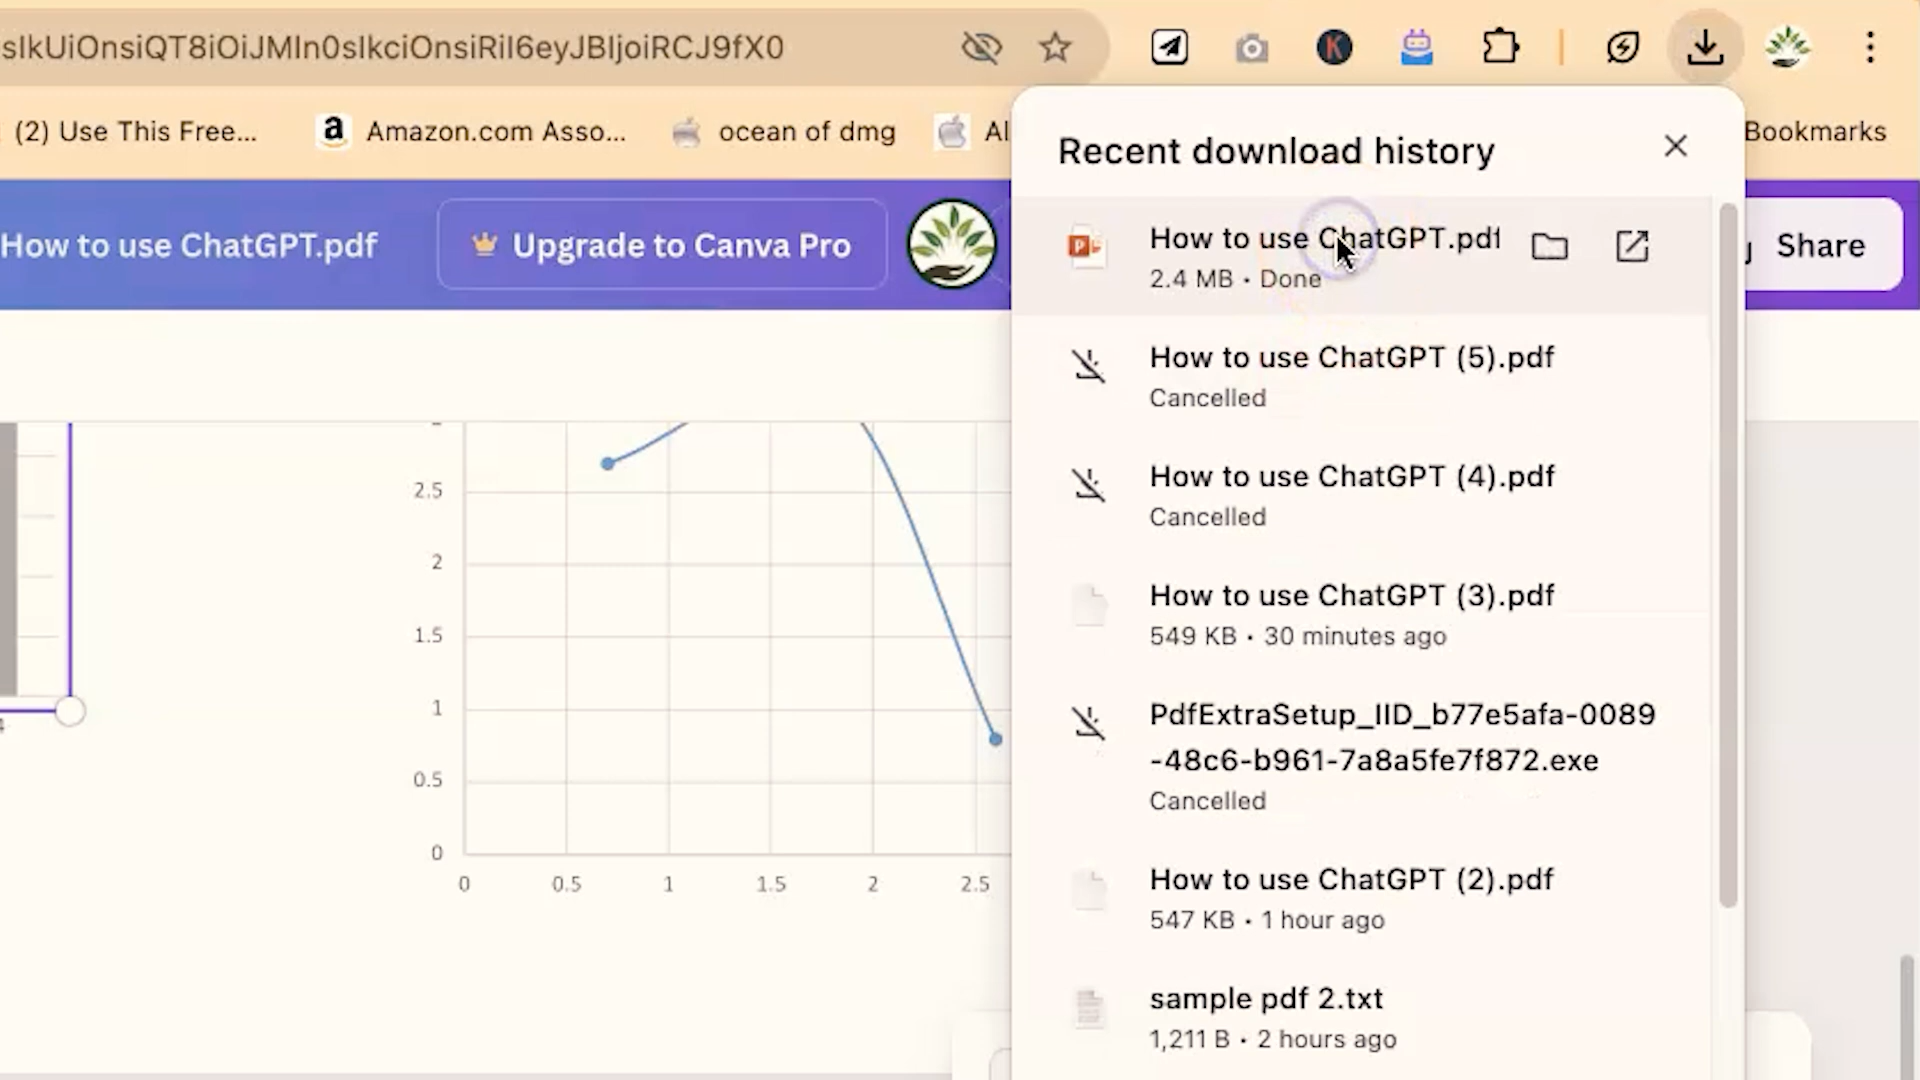 sIkUiOnsiQT8iOiJMIn0sIkciOnsiRiI6eyJBIjoiRCJ9fX0
(2) Use This Free...
Amazon.com Asso...
ocean of dmg
Al
Bookmarks
How to use ChatGPT.pdf
Upgrade to Canva Pro
Share
Recent download history
How to use ChatGPT.pdf
2.4 MB • Done
How to use ChatGPT (5).pdf
Cancelled
How to use ChatGPT (4).pdf
Cancelled
How to use ChatGPT (3).pdf
549 KB • 30 minutes ago
PdfExtraSetup_IID_b77e5afa-0089
-48c6-b961-7a8a5fe7f872.exe
Cancelled
How to use ChatGPT (2).pdf
547 KB • 1 hour ago
sample pdf 2.txt
1,211 B • 2 hours ago
2.5
2
1.5
1
0.5
0
0 0.5 1 1.5 2 2.5